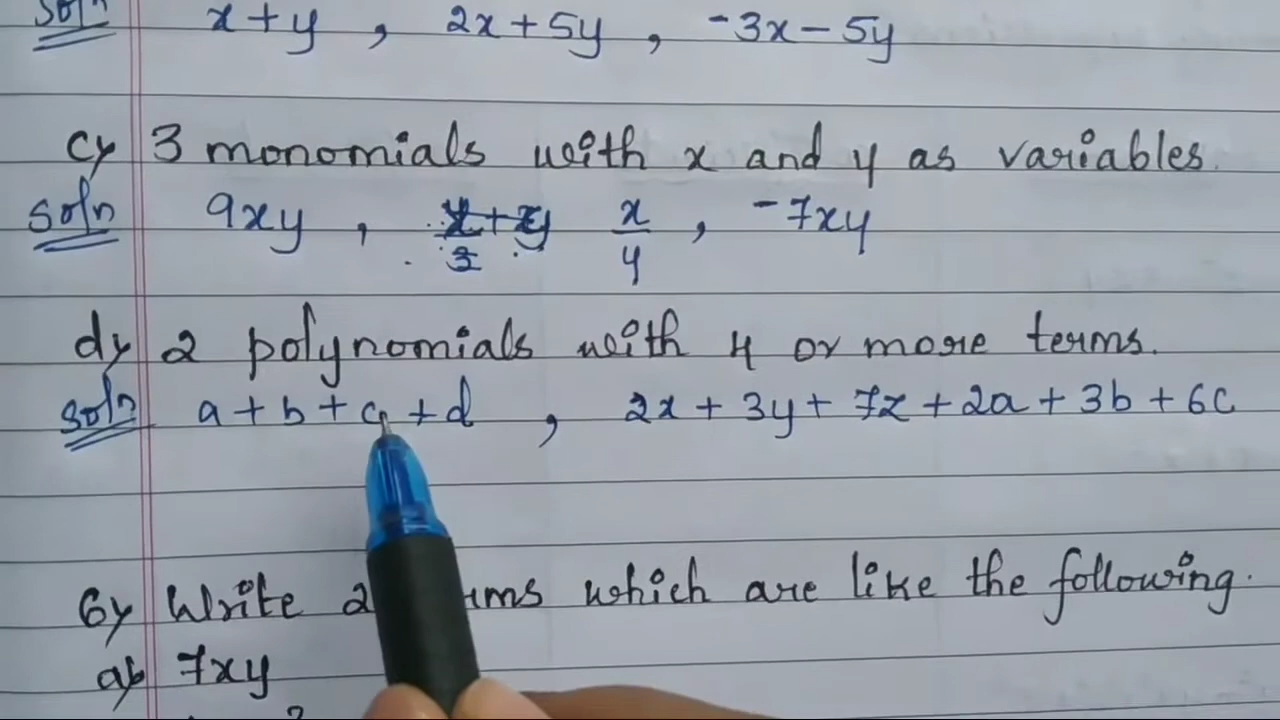 Soln x + y , 2x + 5y , -3x - 5y
c) 3 monomials with x and y as variables.
Soln 9xy , x/y , -7xy
d) 2 polynomials with 4 or more terms.
Soln a + b + c + d , 2x + 3y + 7z + 2a + 3b + 6c
6) Write 2 which are like the following.
a) 7xy